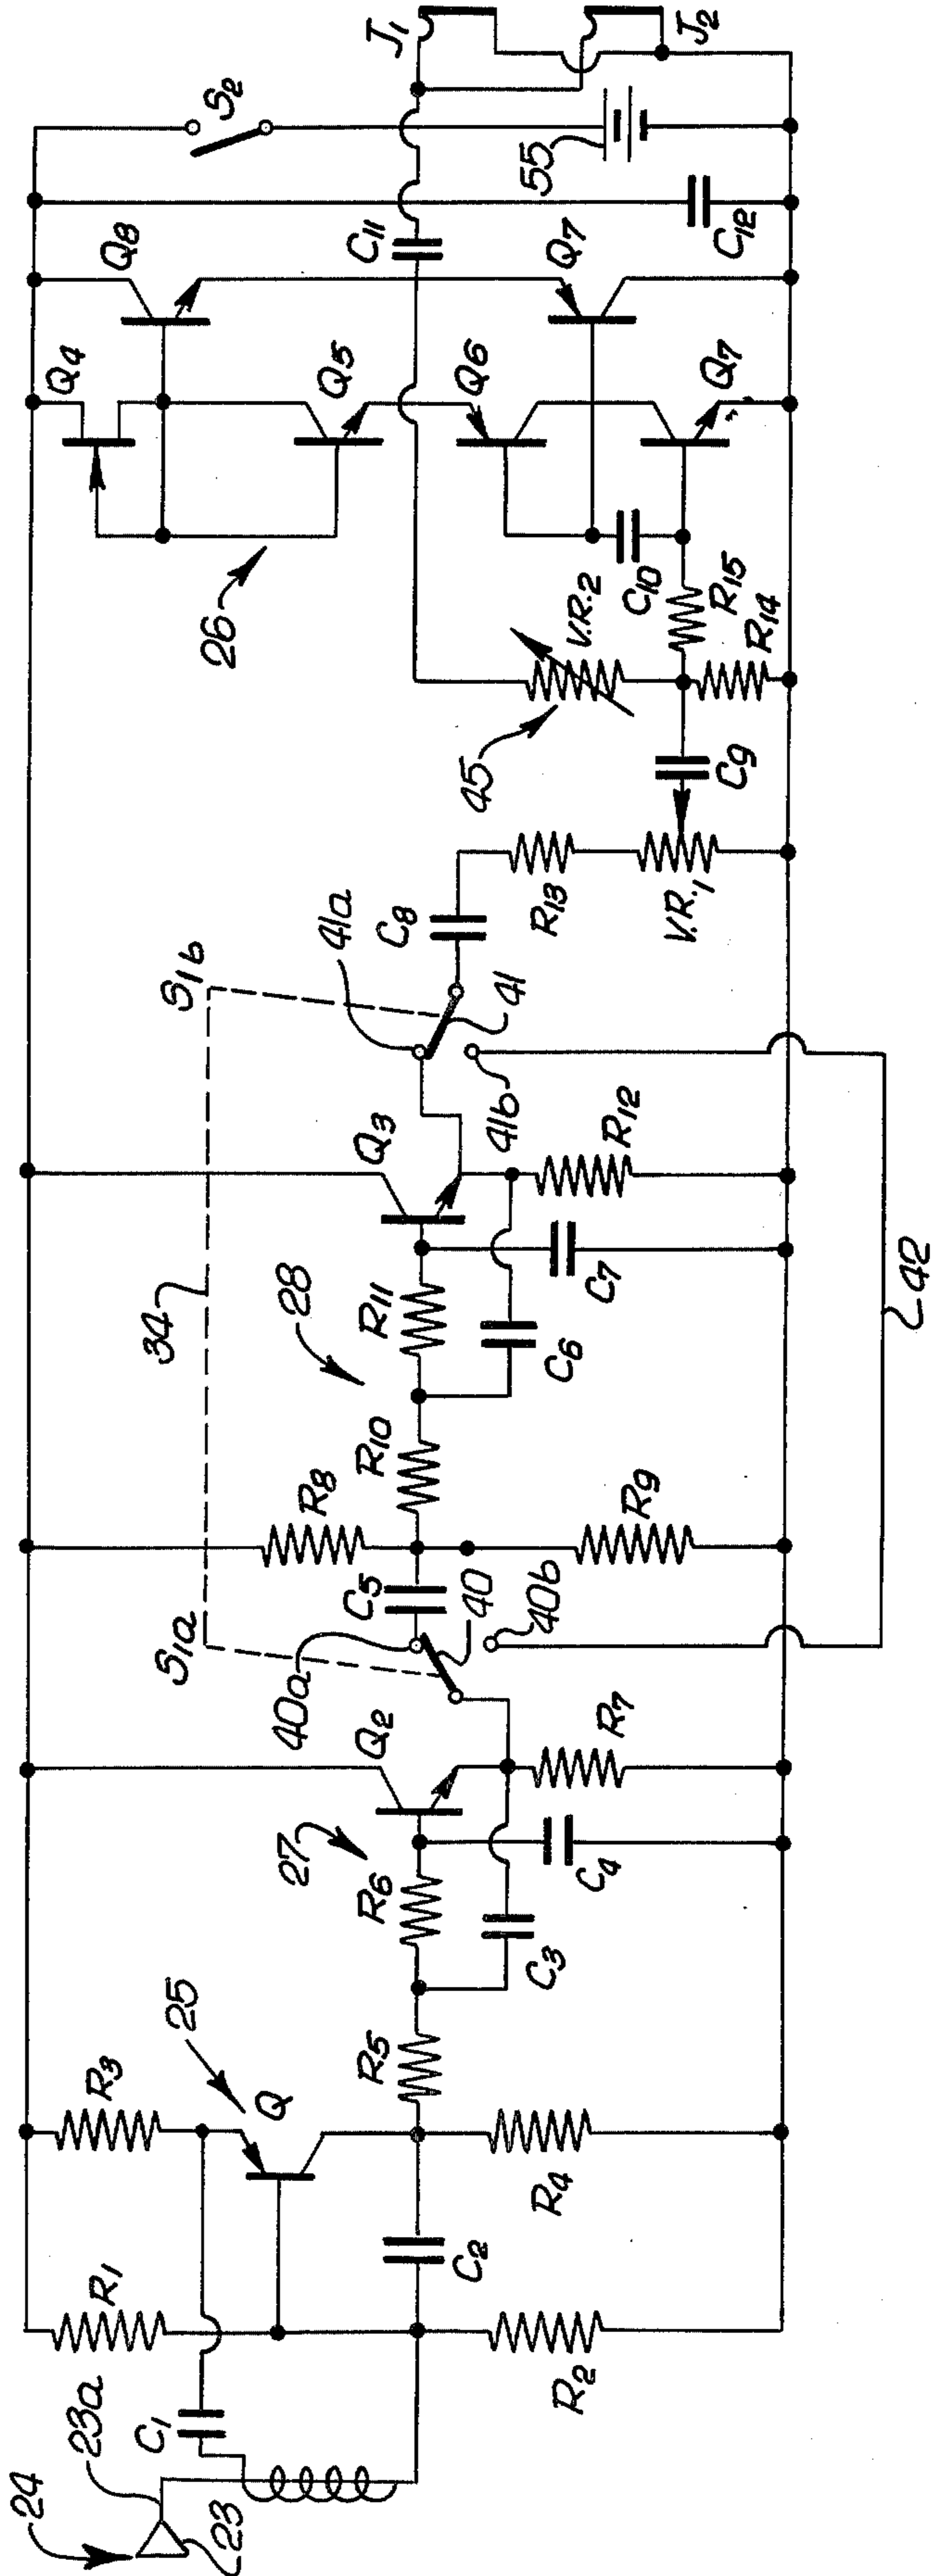 24
23a
23
C1
R1
R2
C2
R3
25
Q
R4
R5
R6
27
C3
C4
Q2
R7
S1a
40a
40
40b
C5
R8
R9
34
R10
28
R11
C6
C7
Q3
R12
S1b
41a
41
41b
42
C8
R13
V.R.1
C9
45
V.R.2
R14
R15
C10
26
Q4
Q5
Q6
Q7
Q8
Q7
C11
C12
S2
55
J1
J2